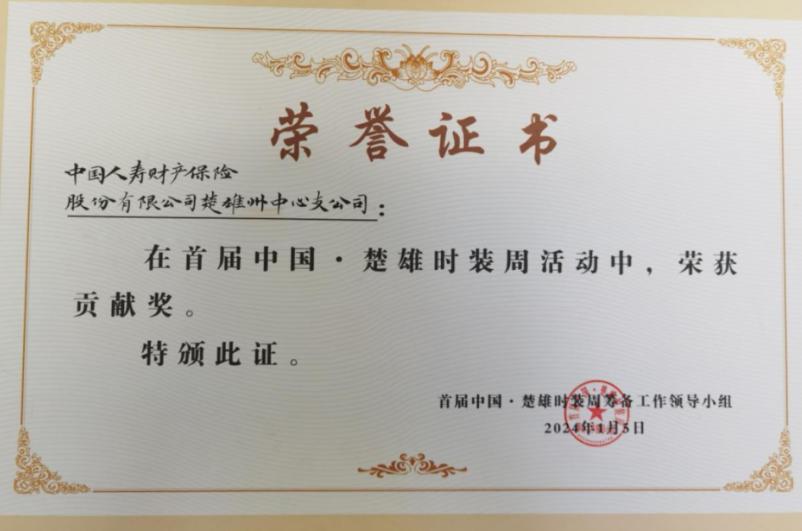 荣誉证书
中国人寿财产保险
股份有限公司楚雄州中心支公司：
在首届中国·楚雄时装周活动中，荣获
贡献奖。
特颁此证。
首届中国·楚雄时装周筹备工作领导小组
2024年1月5日